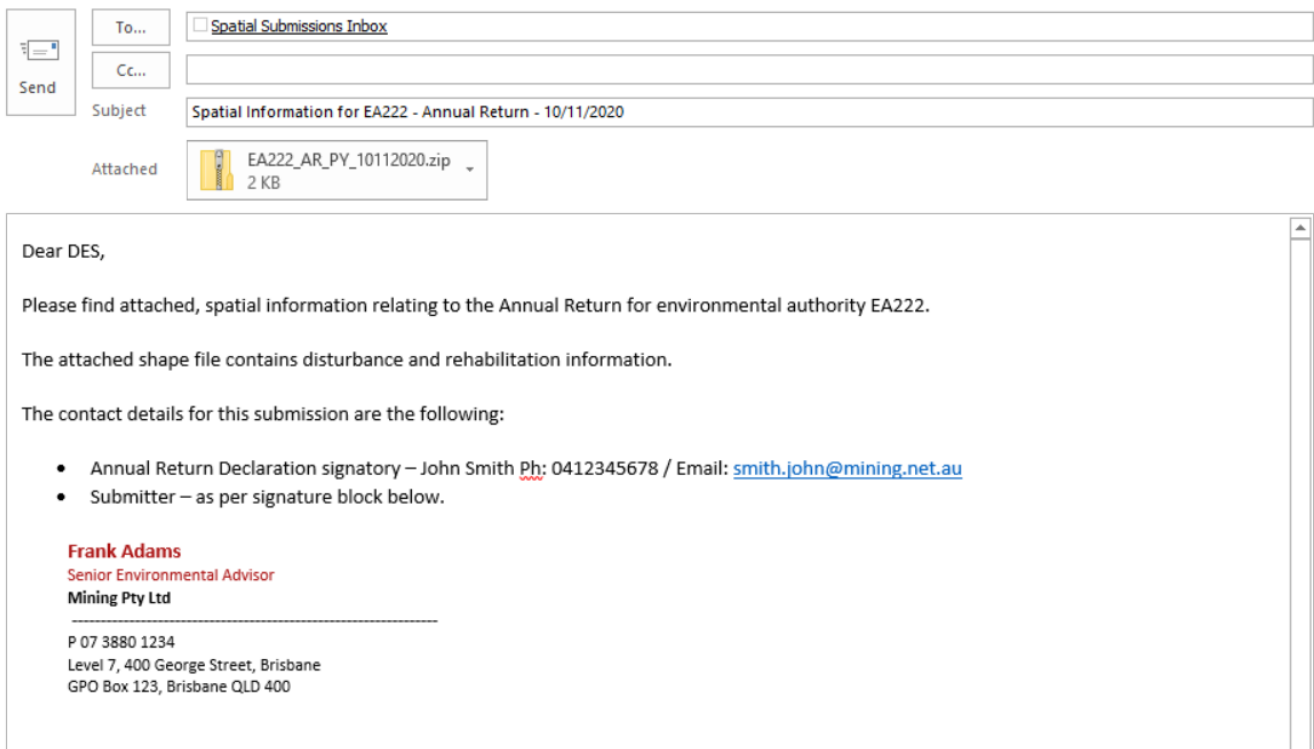 To...
Spatial Submissions Inbox
Cc...
Send
Subject
Spatial Information for EA222 - Annual Return - 10/11/2020
Attached
EA222_AR_PY_10112020.zip
2 KB
Dear DES,
Please find attached, spatial information relating to the Annual Return for environmental authority EA222.
The attached shape file contains disturbance and rehabilitation information.
The contact details for this submission are the following:
• Annual Return Declaration signatory – John Smith Ph: 0412345678 / Email: smith.john@mining.net.au
• Submitter – as per signature block below.
Frank Adams
Senior Environmental Advisor
Mining Pty Ltd
----------------------------------------------------------------
P 07 3880 1234
Level 7, 400 George Street, Brisbane
GPO Box 123, Brisbane QLD 400